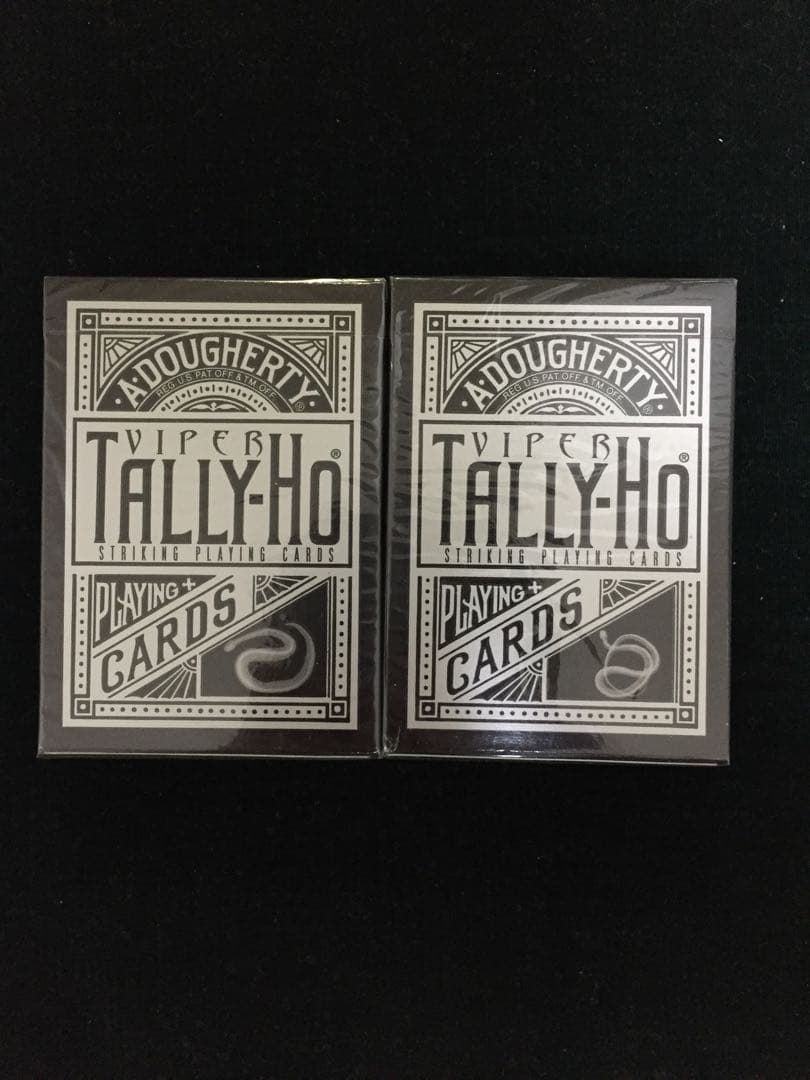 A•DOUGHERTY
REG U.S. PAT. OFF & T.M. OFF.
®
VIPER
TALLY-HO®
STRIKING PLAYING CARDS
PLAYING
CARDS
A•DOUGHERTY
REG U.S. PAT. OFF & T.M. OFF.
®
VIPER
TALLY-HO®
STRIKING PLAYING CARDS
PLAYING
CARDS